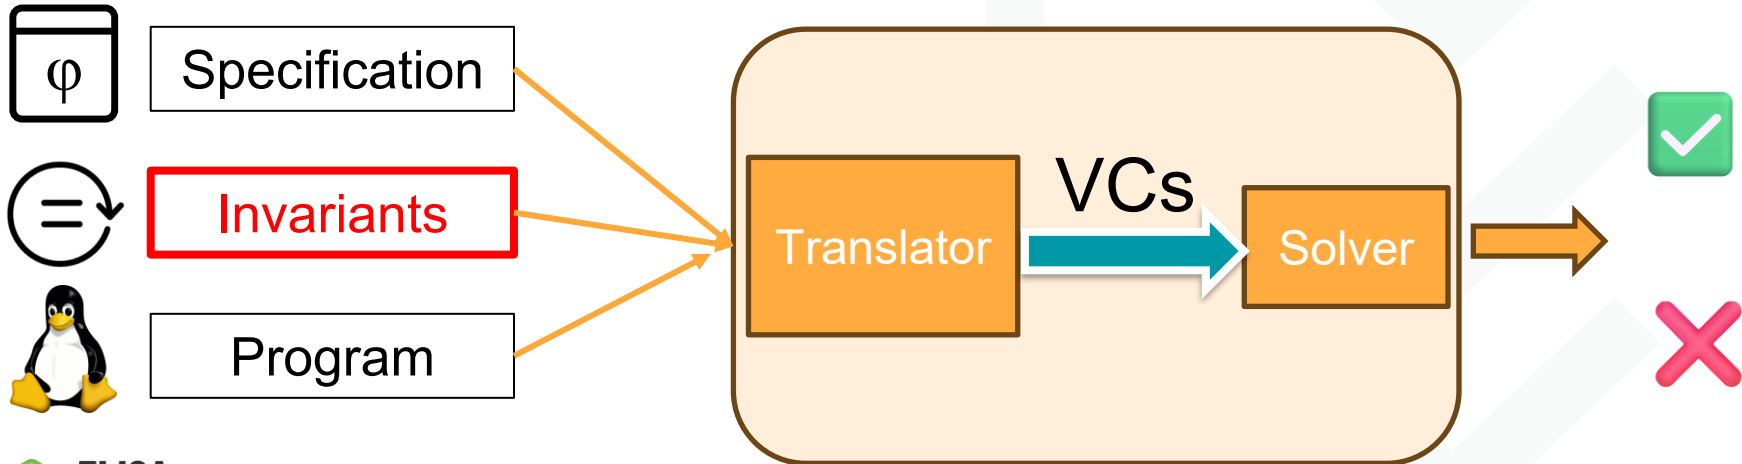 φ
Specification
Invariants
Program
Translator
VCs
Solver